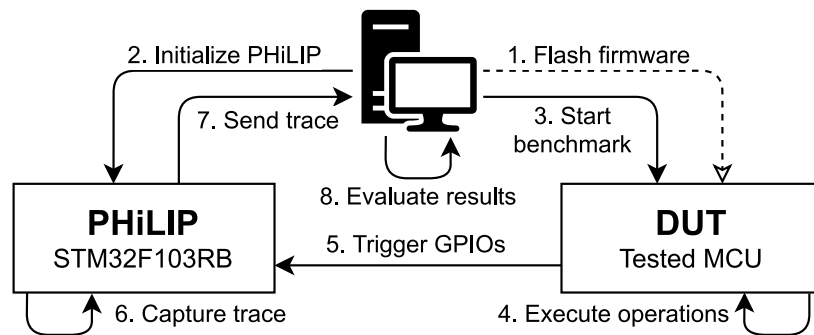 2. Initialize PHiLIP
1. Flash firmware
7. Send trace
3. Start
benchmark
8. Evaluate results
PHiLIP
STM32F103RB
5. Trigger GPIOs
DUT
Tested MCU
6. Capture trace
4. Execute operations